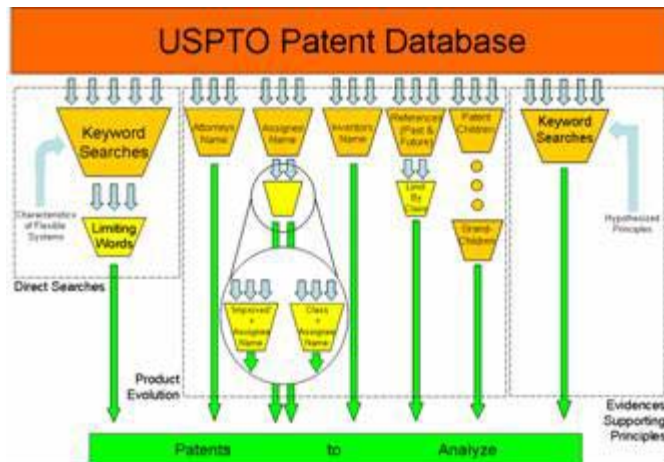 USPTO Patent Database
Keyword
Searches
Attorneys
Name
Assignee
Name
Inventors
Name
References
(Past &
Future)
Patent
Children
Keyword
Searches
Characteristics
of Flexible
Systems
Limiting
Words
Limit
By
Class
Grand-
Children
Hypothesized
Principles
Direct Searches
"Improved"
+
Assignee
Name
Class
+
Assignee
Name
Product
Evolution
Evidences
Supporting
Principles
Patents to Analyze